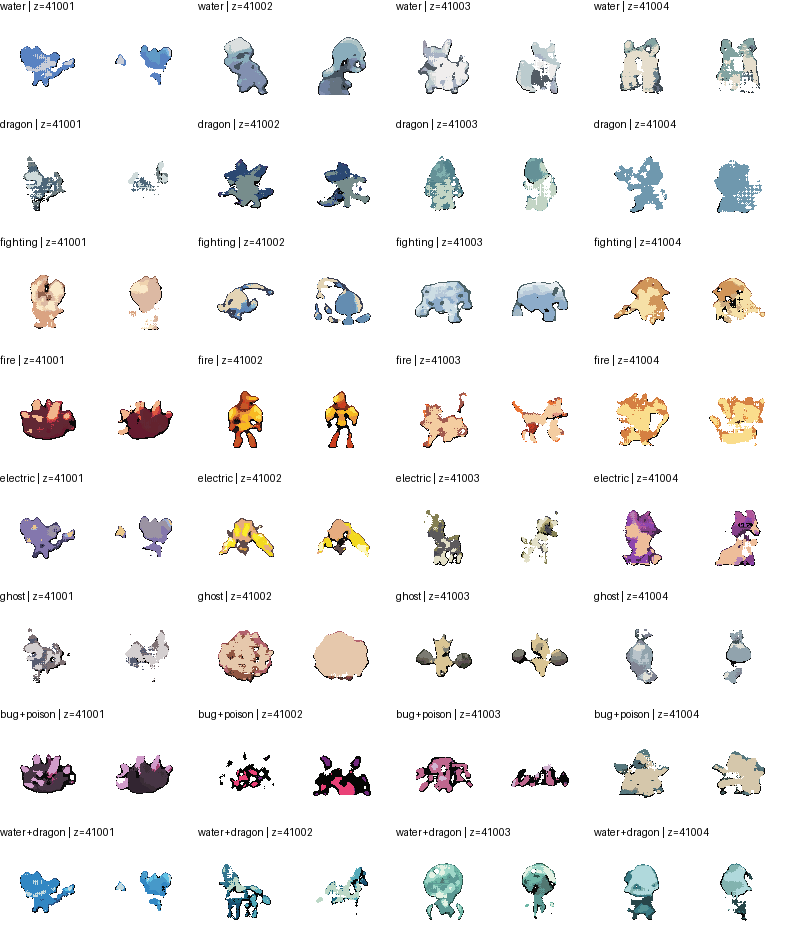 water | z=41001
water | z=41002
water | z=41003
water | z=41004
dragon | z=41001
dragon | z=41002
dragon | z=41003
dragon | z=41004
fighting | z=41001
fighting | z=41002
fighting | z=41003
fighting | z=41004
fire | z=41001
fire | z=41002
fire | z=41003
fire | z=41004
electric | z=41001
electric | z=41002
electric | z=41003
electric | z=41004
ghost | z=41001
ghost | z=41002
ghost | z=41003
ghost | z=41004
bug+poison | z=41001
bug+poison | z=41002
bug+poison | z=41003
bug+poison | z=41004
water+dragon | z=41001
water+dragon | z=41002
water+dragon | z=41003
water+dragon | z=41004